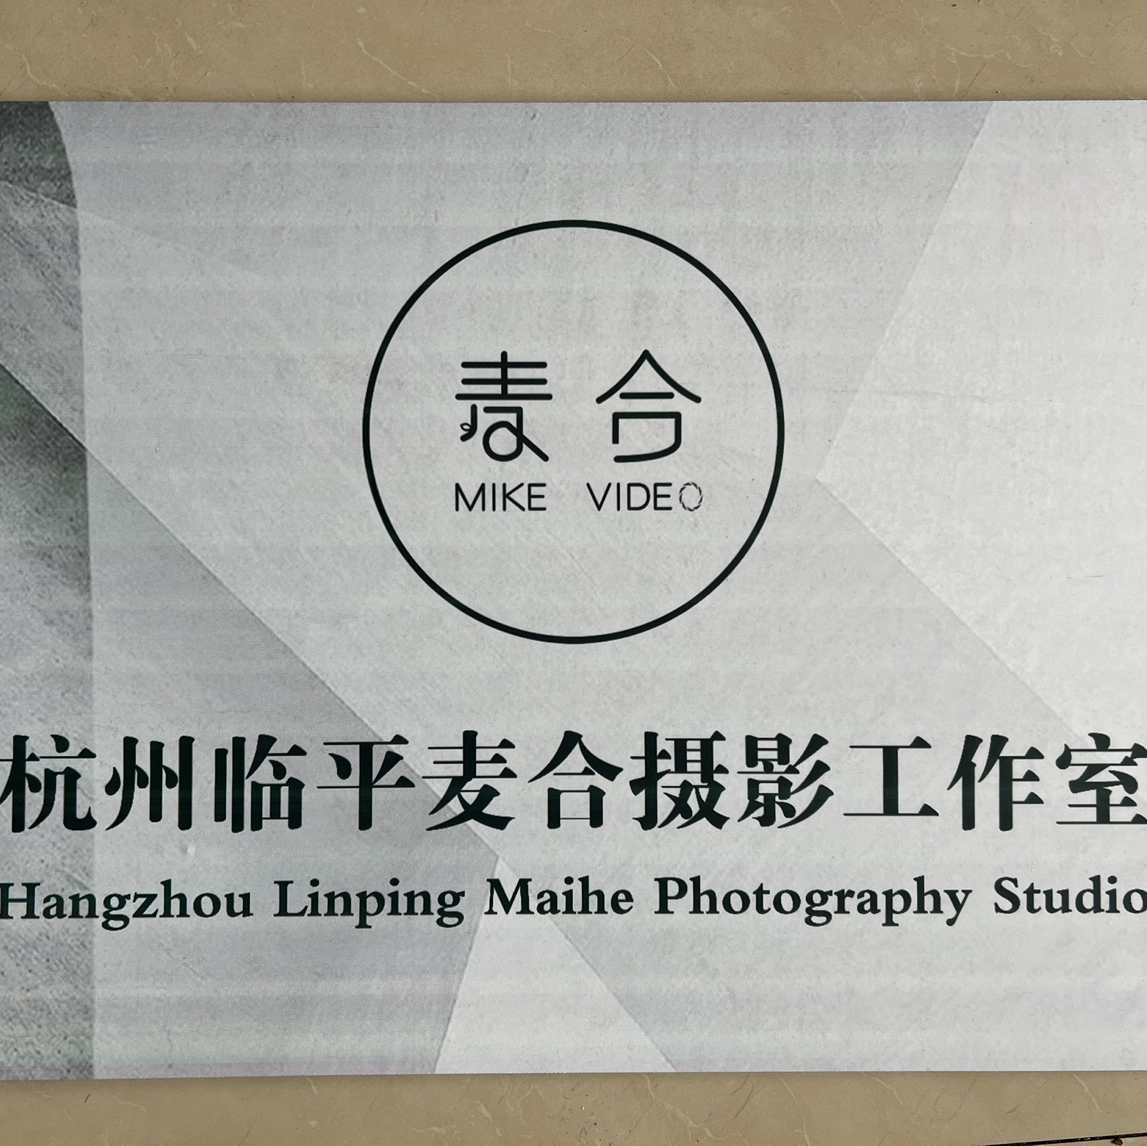 麦合
MIKE VIDEO
杭州临平麦合摄影工作室
Hangzhou Linping Maihe Photography Studio